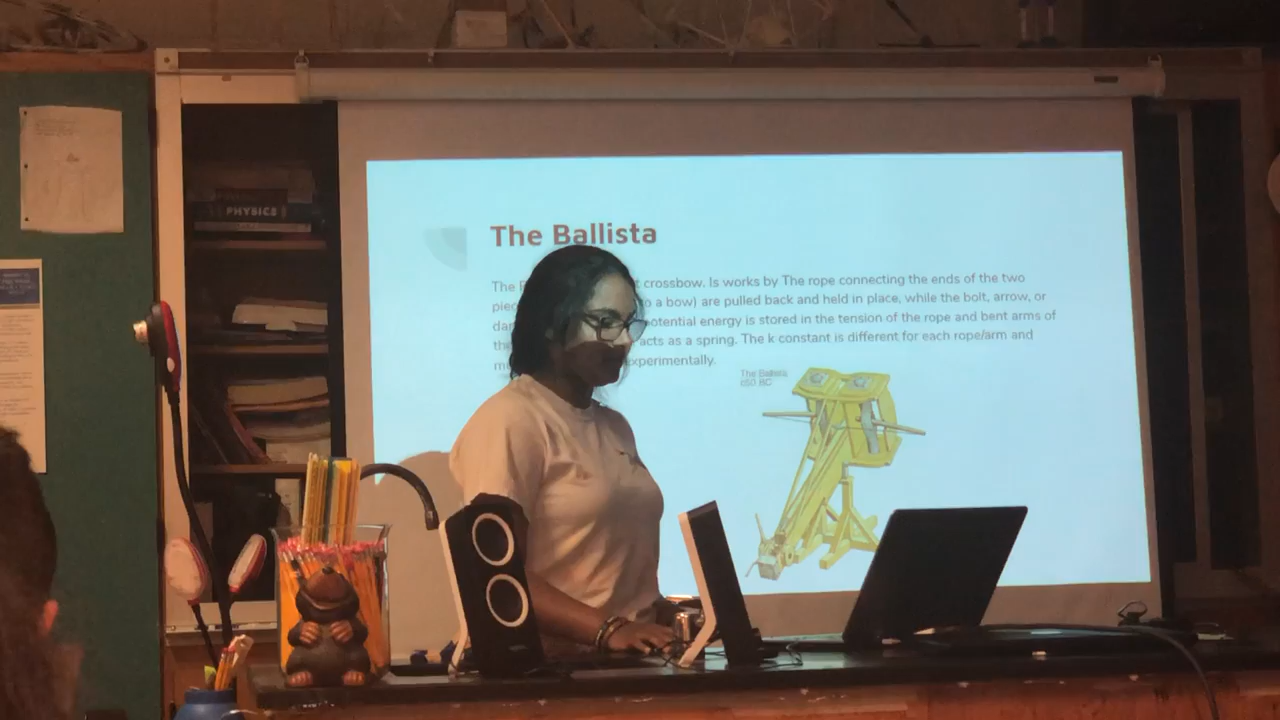 PHYSICS
The Ballista
The crossbow. Is works by The rope connecting the ends of the two
to a bow) are pulled back and held in place, while the bolt, arrow, or
potential energy is stored in the tension of the rope and bent arms of
acts as a spring. The k constant is different for each rope/arm and
experimentally.
The Ballista
c50 BC